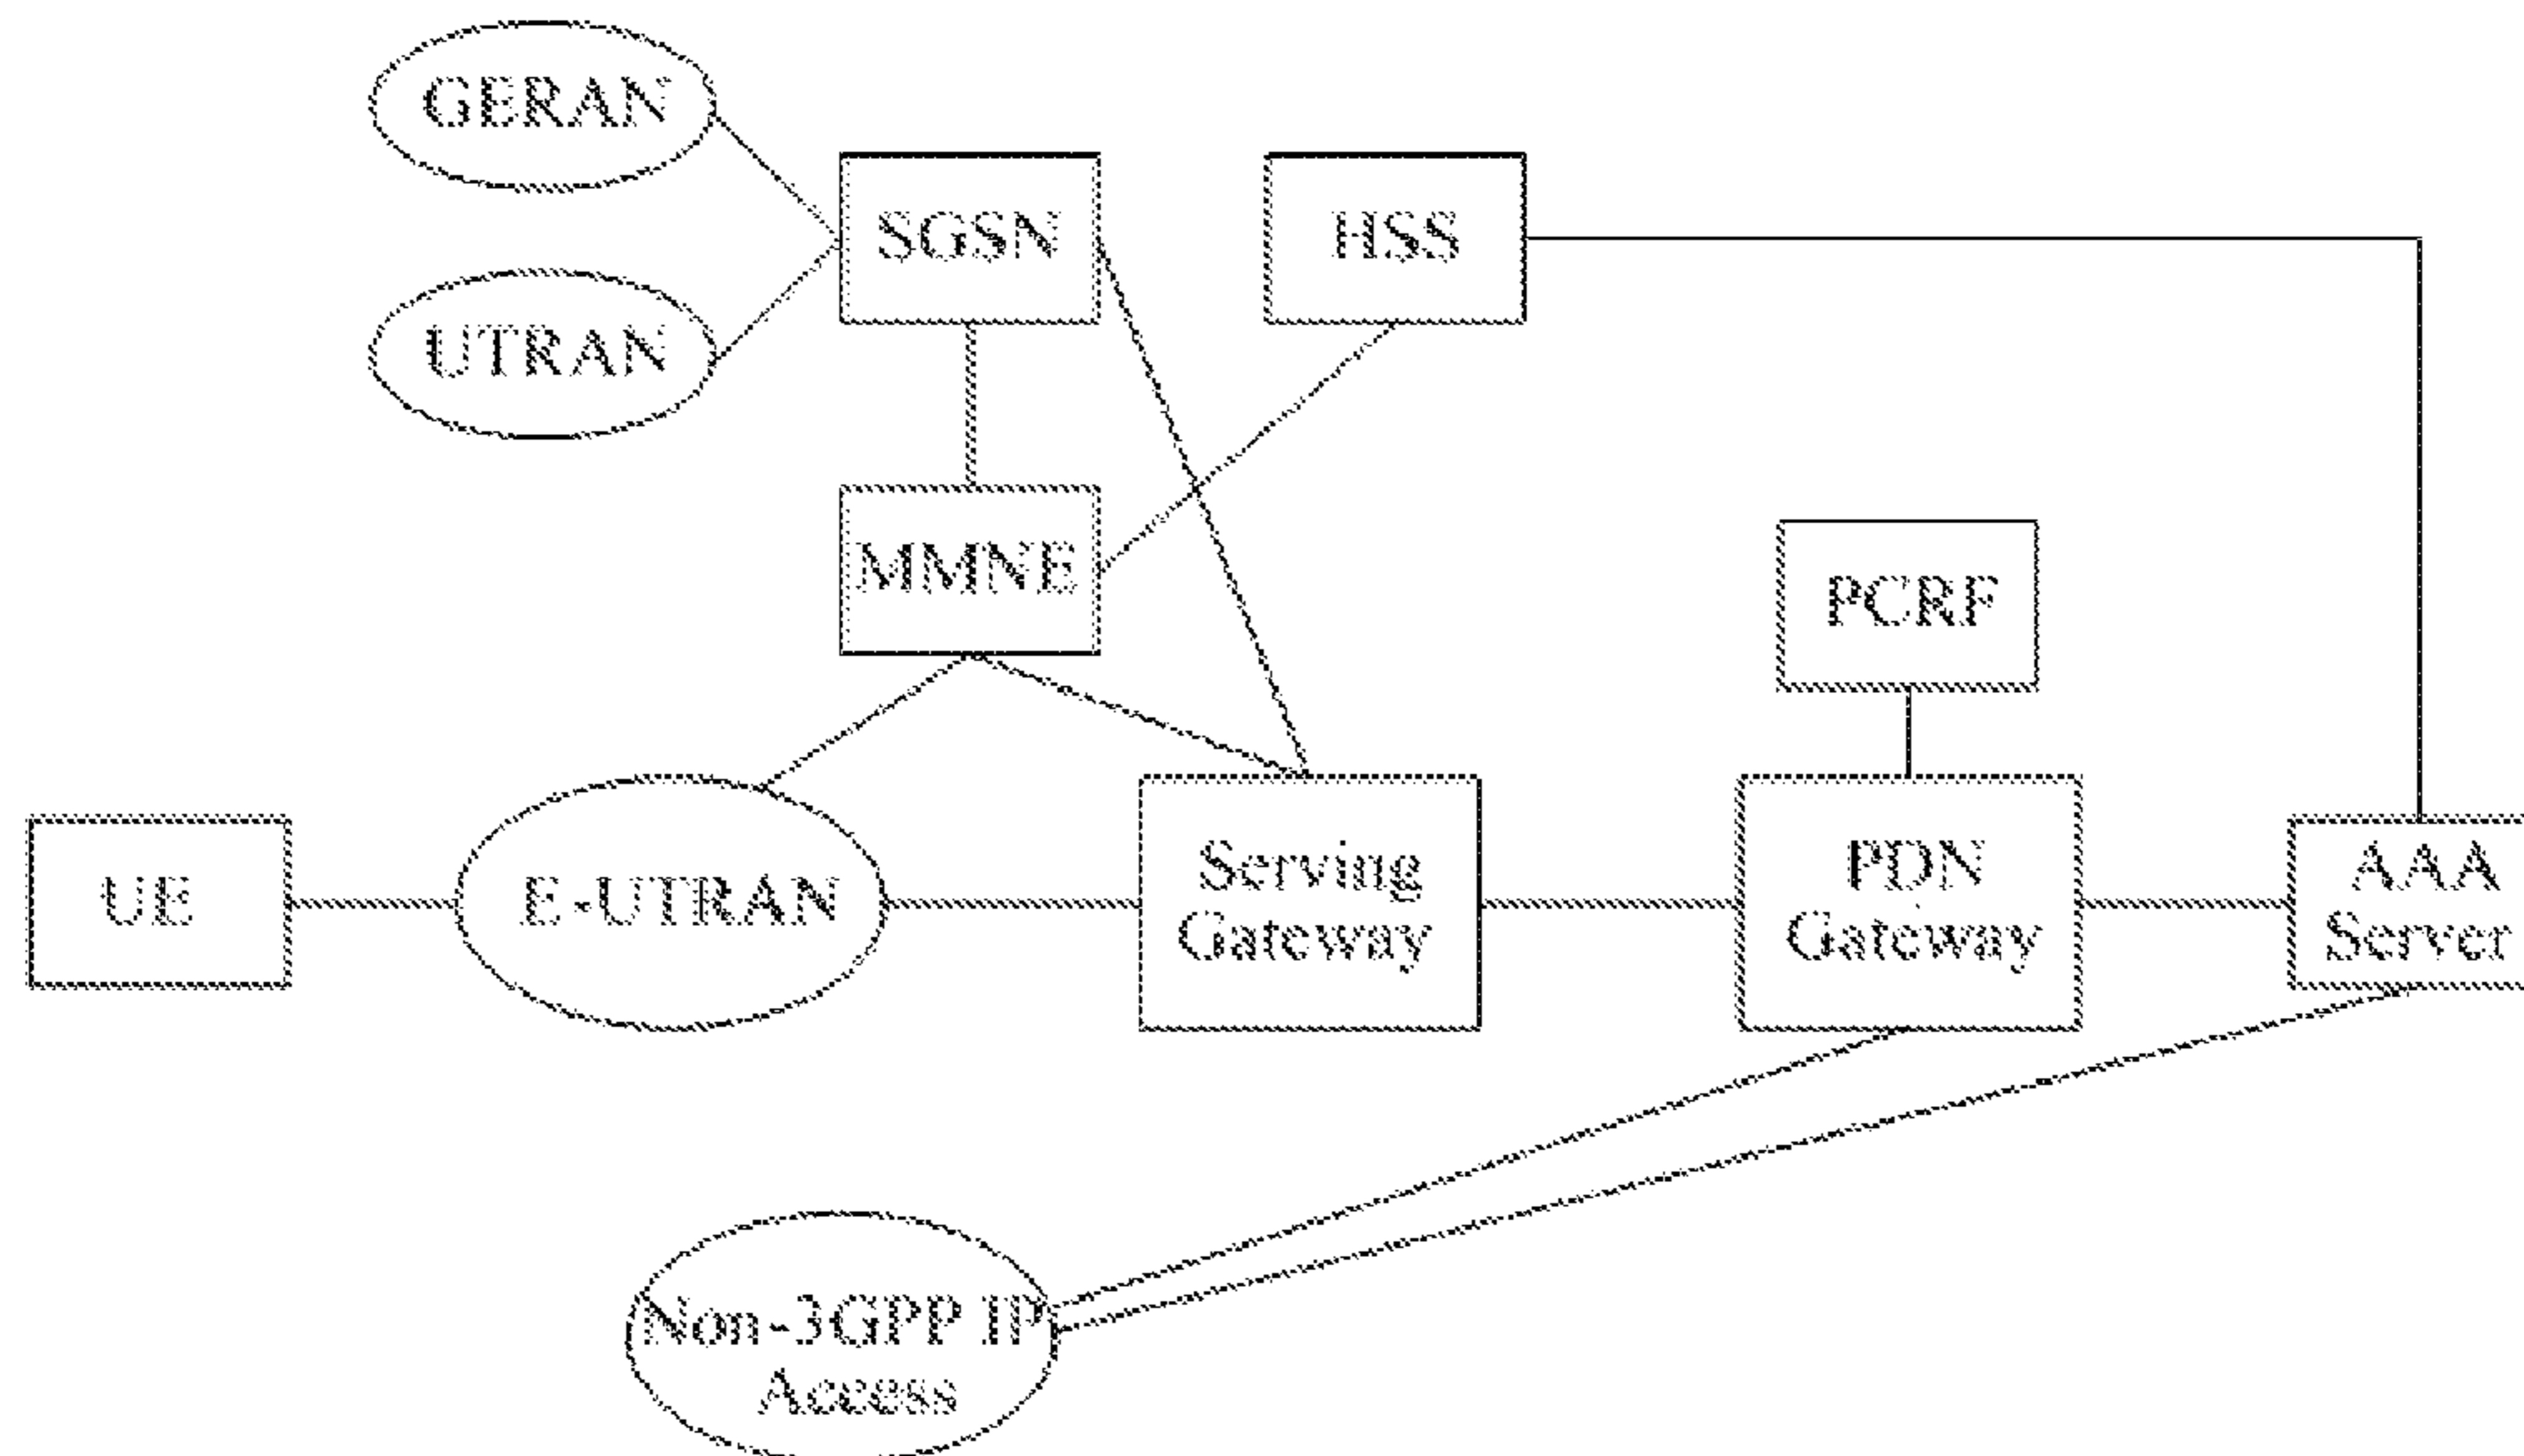 GERAN
SGSN
HSS
UTRAN
MMNE
PCRF
UE
E-UTRAN
Serving
Gateway
PDN
Gateway
AAA
Server
Non-3GPP IP
Access